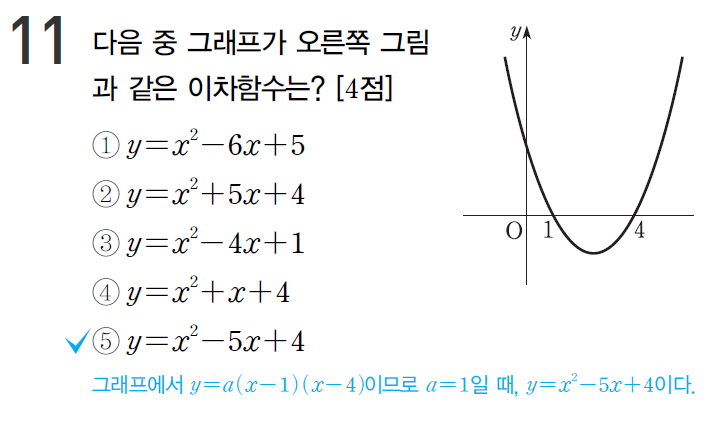 11 다음 중 그래프가 오른쪽 그림
과 같은 이차함수는? [4점]
① y=x²-6x+5
② y=x²+5x+4
③ y=x²-4x+1
④ y=x²+x+4
⑤ y=x²-5x+4
그래프에서 y=a(x-1)(x-4)이므로 a=1일 때, y=x²-5x+4이다.
y
O 1 4